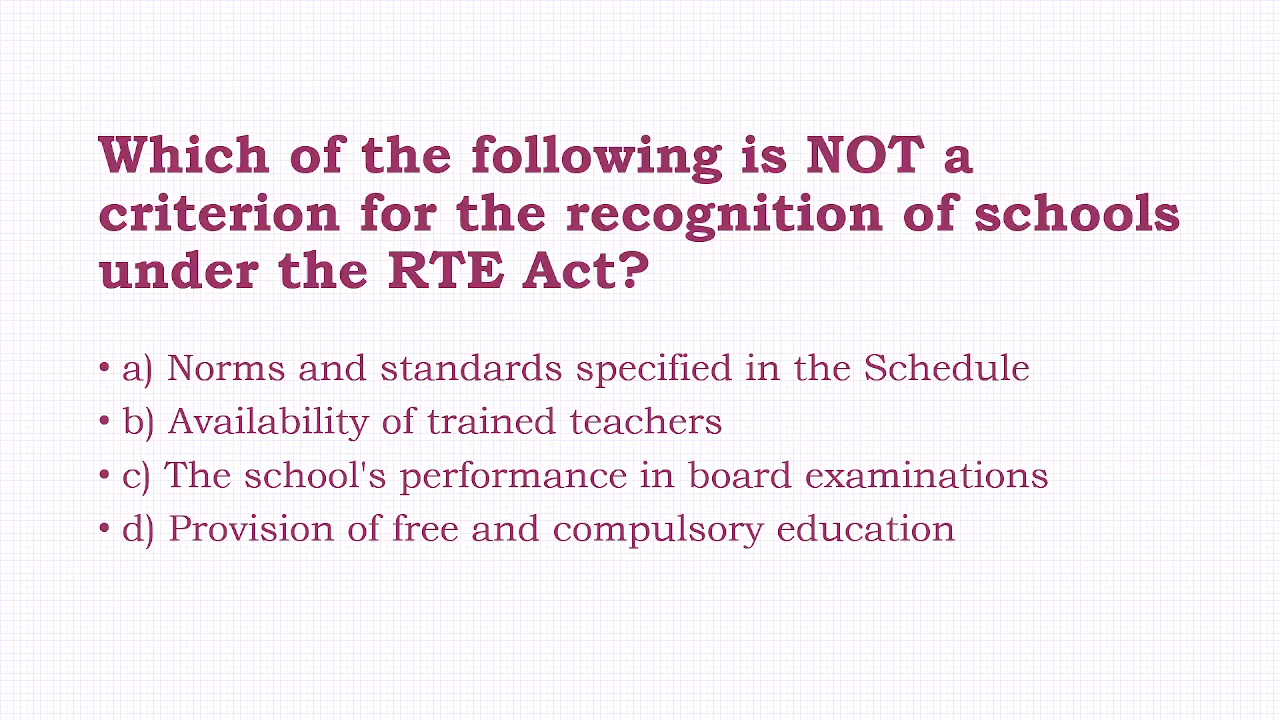 Which of the following is NOT a
criterion for the recognition of schools
under the RTE Act?
• a) Norms and standards specified in the Schedule
• b) Availability of trained teachers
• c) The school's performance in board examinations
• d) Provision of free and compulsory education